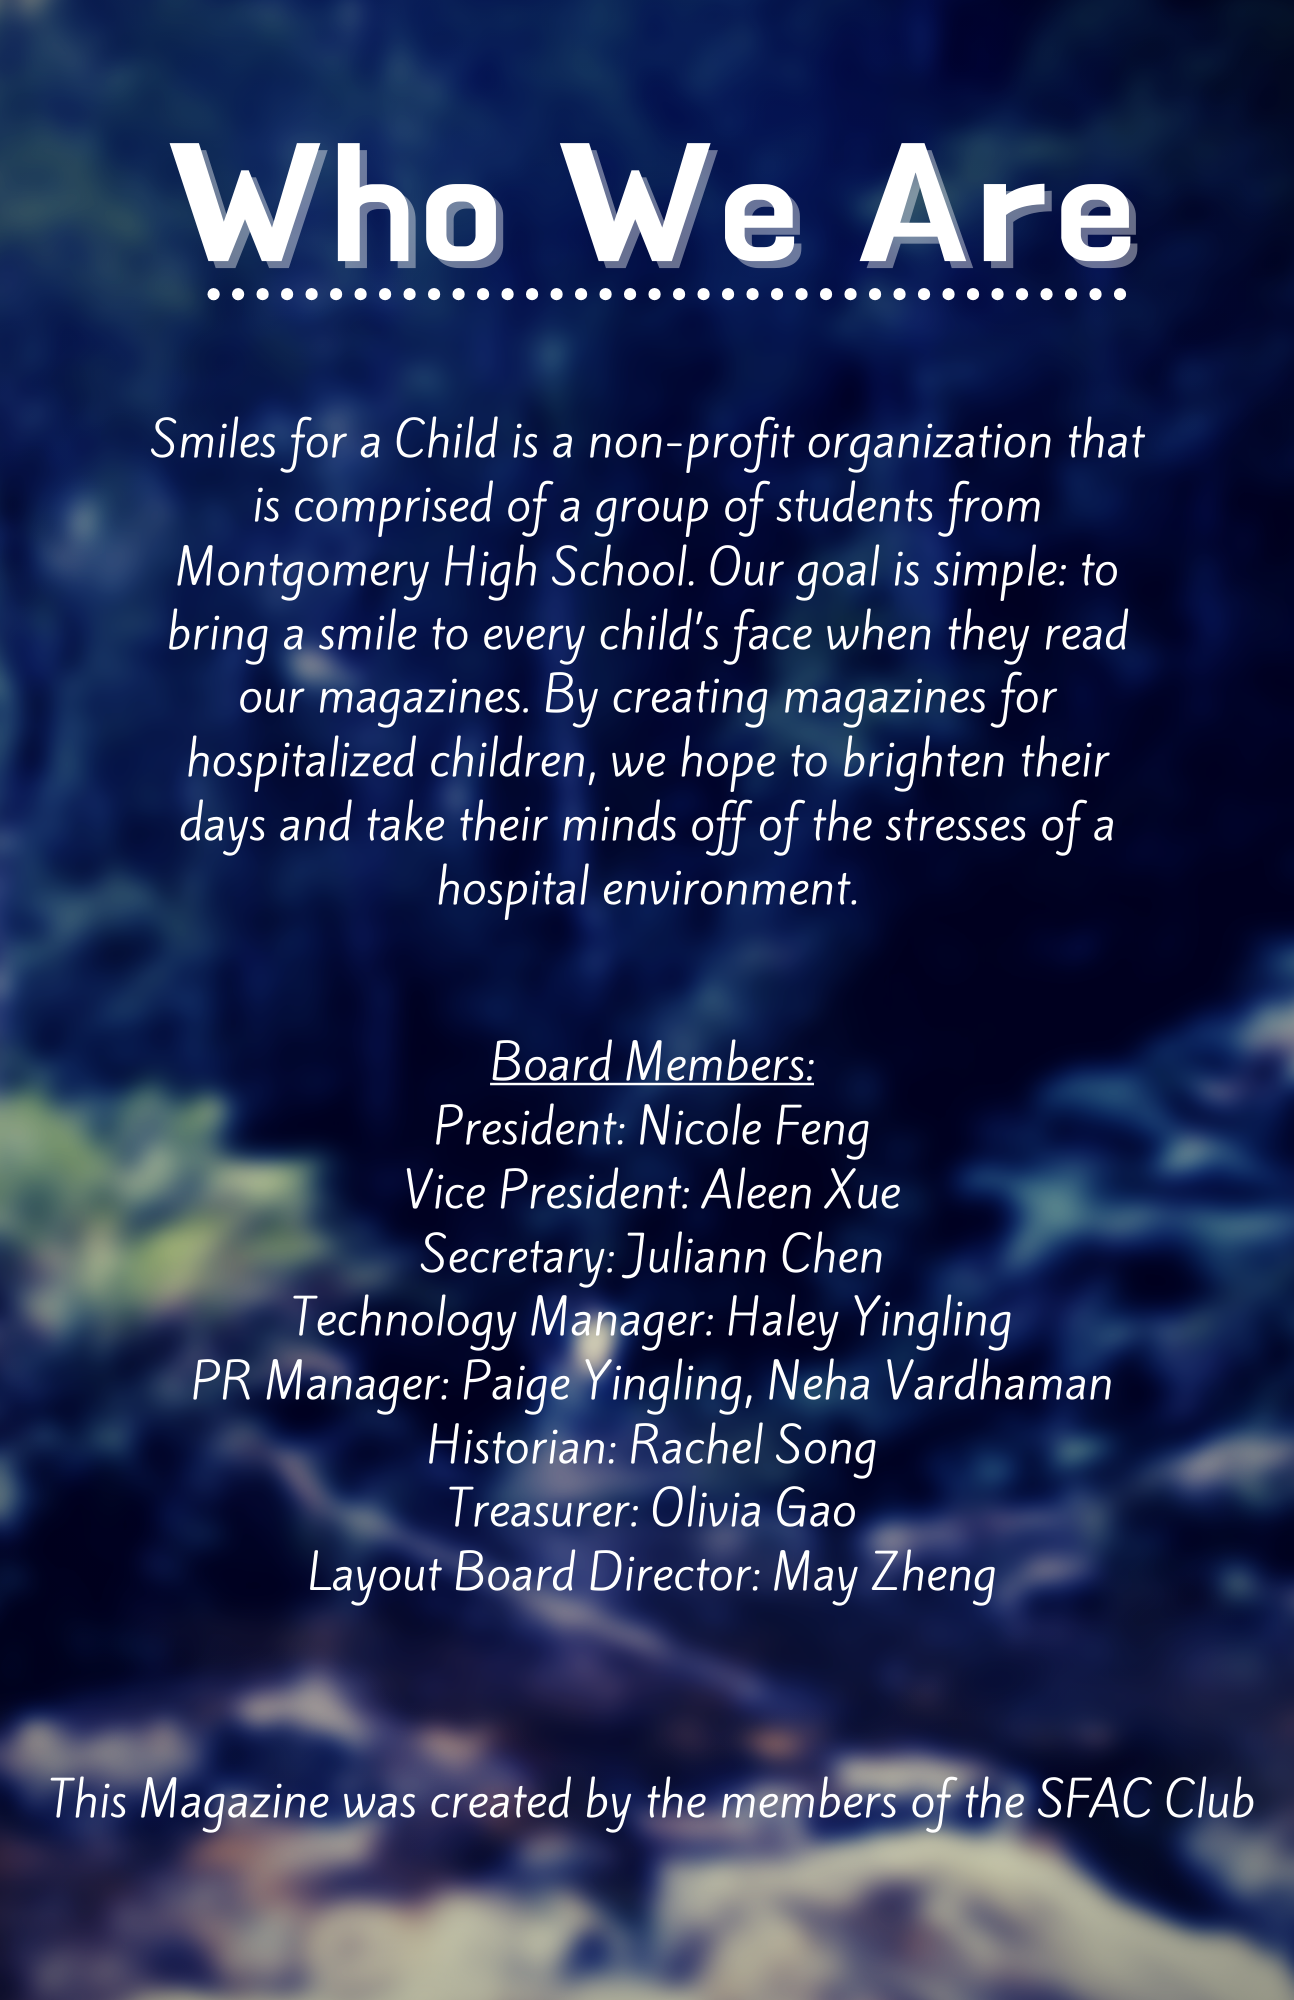 Who We Are
Smiles for a Child is a non-profit organization that
is comprised of a group of students from
Montgomery High School. Our goal is simple: to
bring a smile to every child's face when they read
our magazines. By creating magazines for
hospitalized children, we hope to brighten their
days and take their minds off of the stresses of a
hospital environment.
Board Members:
President: Nicole Feng
Vice President: Aleen Xue
Secretary: Juliann Chen
Technology Manager: Haley Yingling
PR Manager: Paige Yingling, Neha Vardhaman
Historian: Rachel Song
Treasurer: Olivia Gao
Layout Board Director: May Zheng
This Magazine was created by the members of the SFAC Club